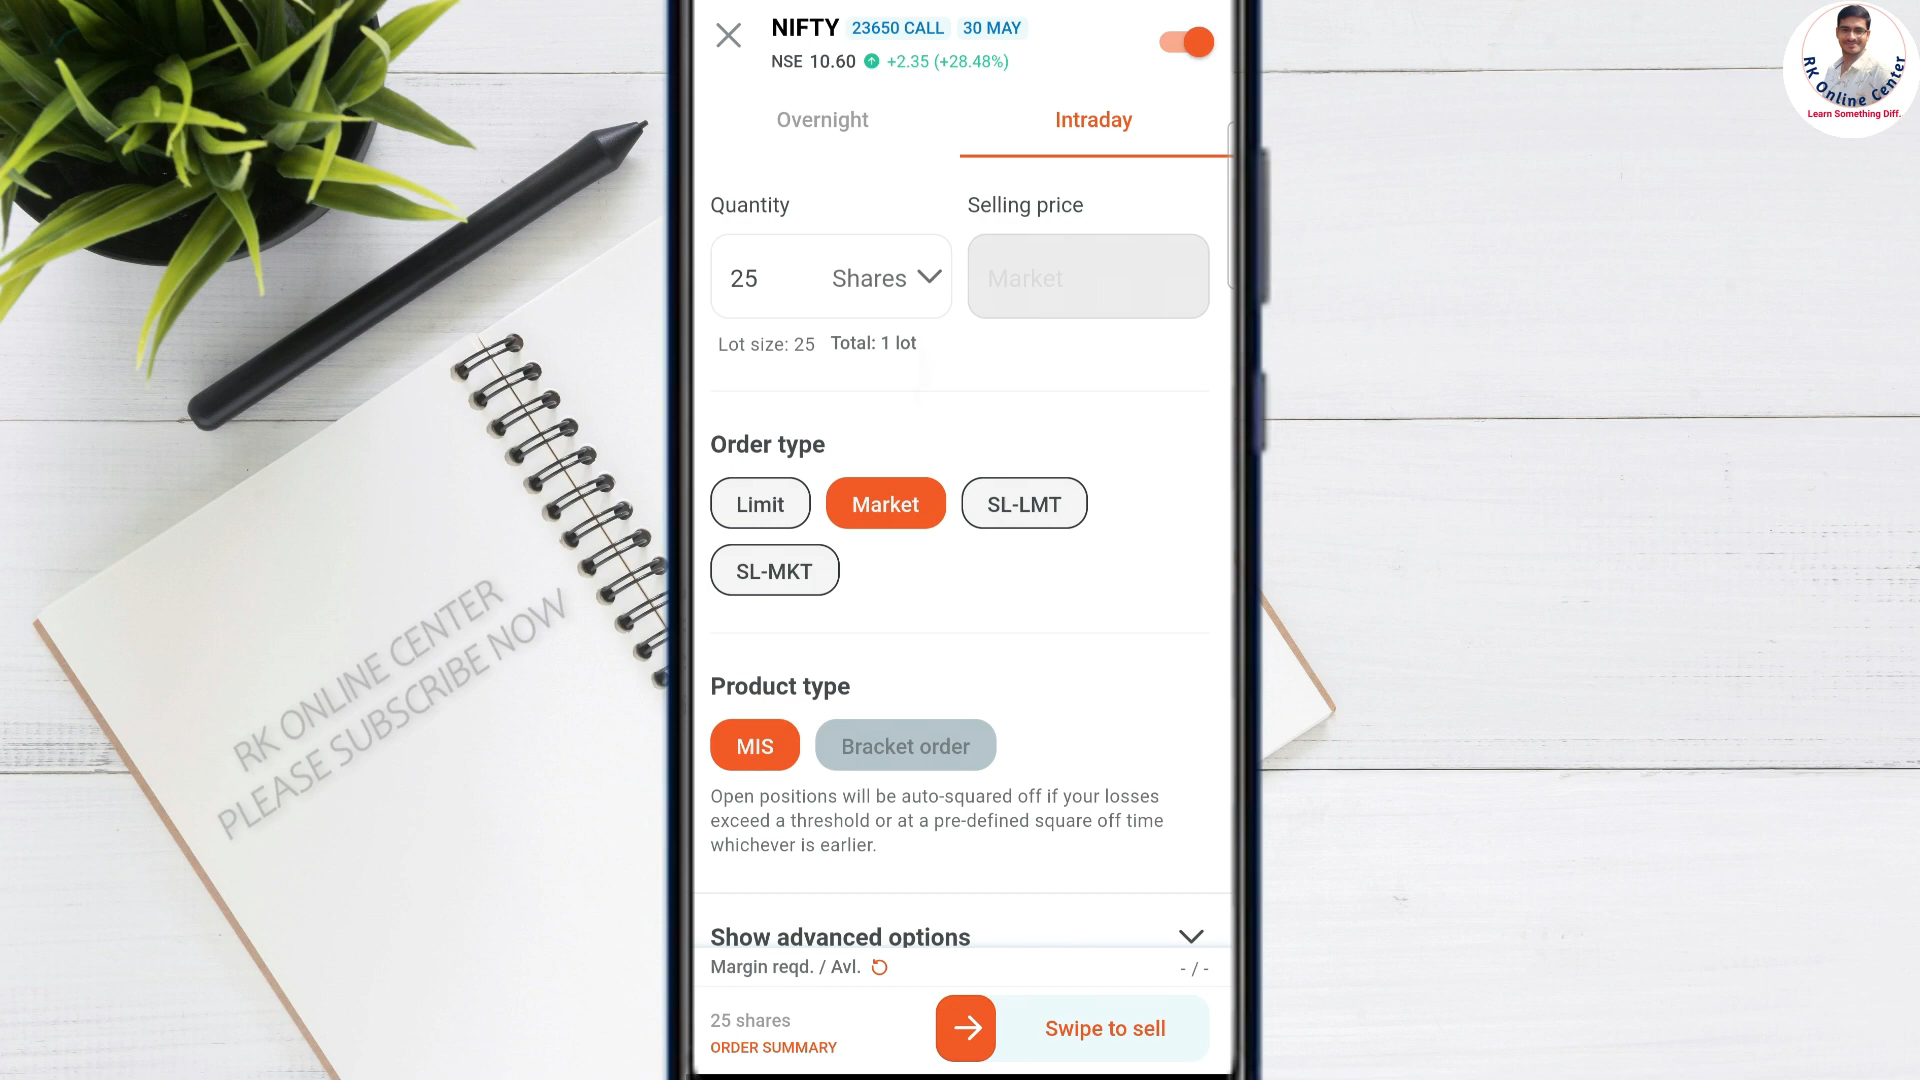 NIFTY 23650 CALL 30 MAY
NSE 10.60 +2.35 (+28.48%)
Overnight Intraday
Quantity Selling price
25 Shares Market
Lot size: 25 Total: 1 lot
Order type
Limit Market SL-LMT
SL-MKT
Product type
MIS Bracket order
Open positions will be auto-squared off if your losses
exceed a threshold or at a pre-defined square off time
whichever is earlier.
Show advanced options
Margin reqd. / Avl. - / -
25 shares
ORDER SUMMARY
Swipe to sell
RK ONLINE CENTER
PLEASE SUBSCRIBE NOW
RK Online Center
Learn Something Diff.